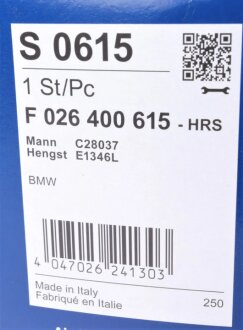 S 0615
1 St/Pc
F 026 400 615 - HRS
Mann C28037
Hengst E1346L
BMW
4 047026 241303
Made in Italy
Fabriqué en Italie
250